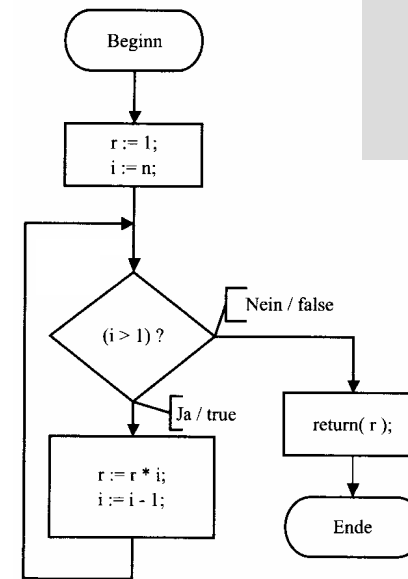 Beginn
r := 1;
i := n;
(i > 1) ?
Nein / false
Ja / true
r := r * i;
i := i - 1;
return( r );
Ende